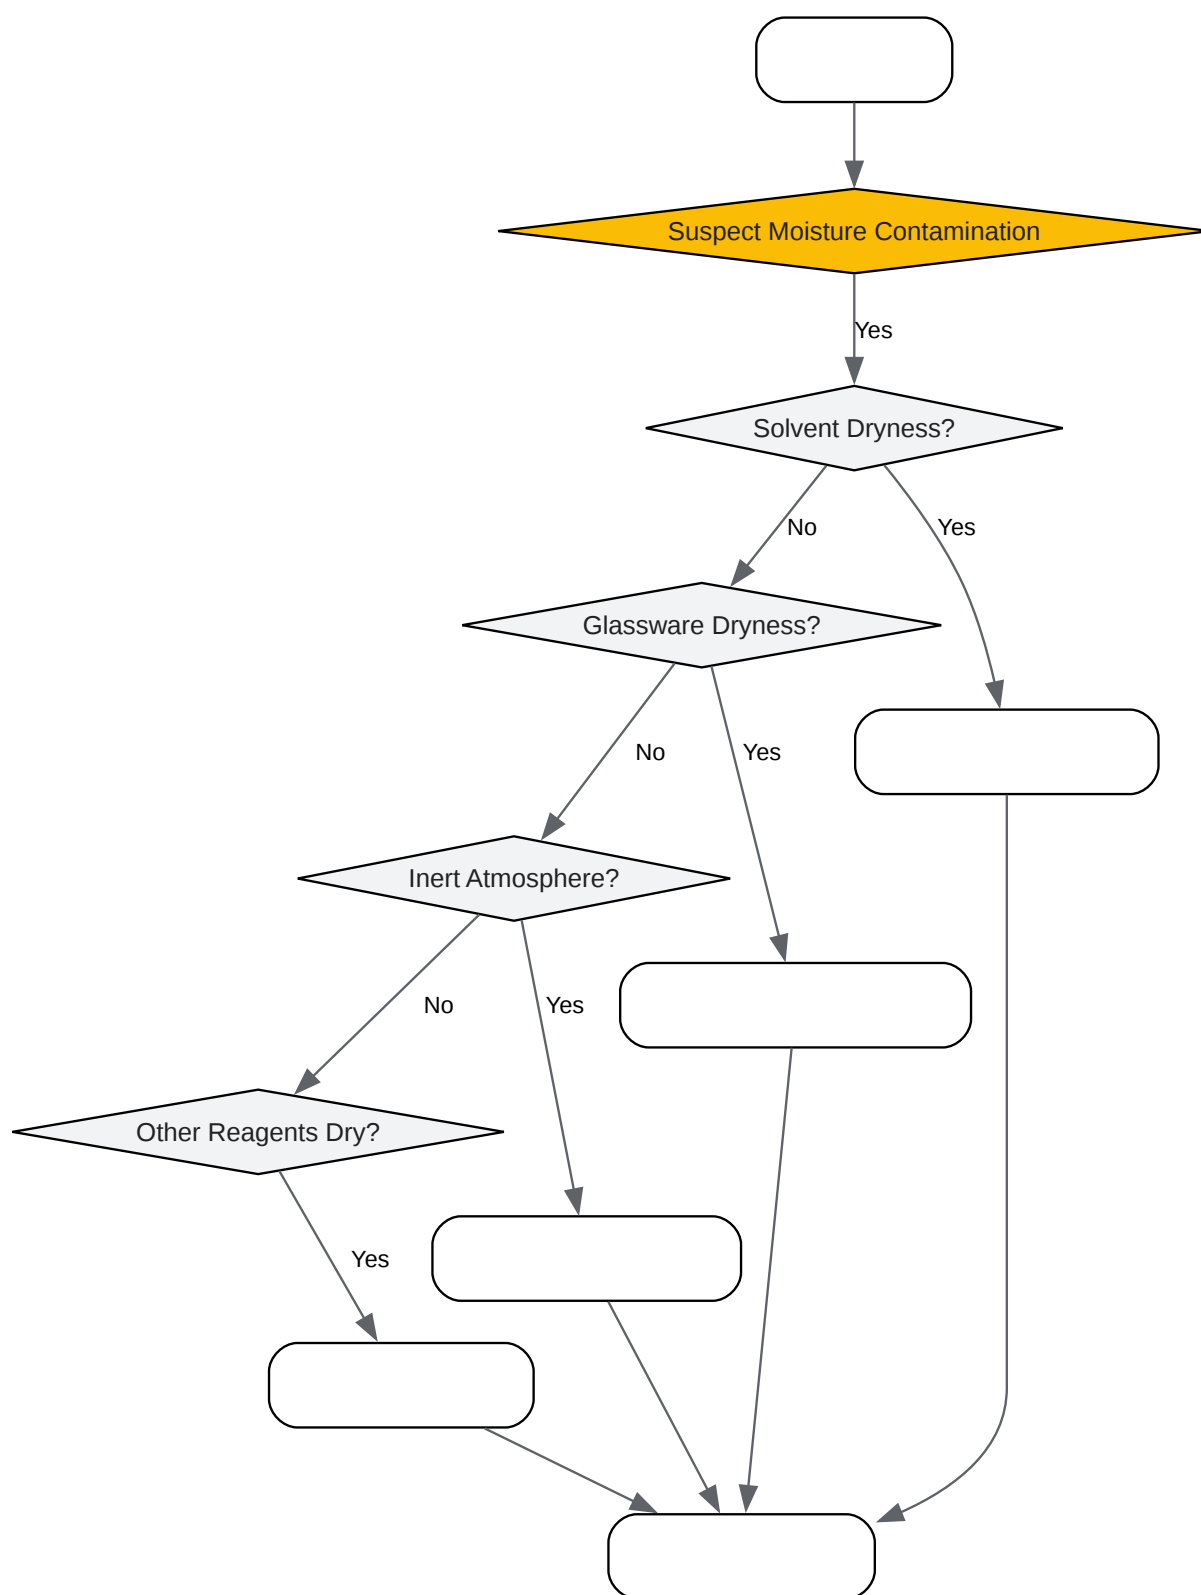 Suspect Moisture Contamination
Yes
Solvent Dryness?
No
Yes
Glassware Dryness?
No
Yes
Inert Atmosphere?
No
Yes
Other Reagents Dry?
Yes